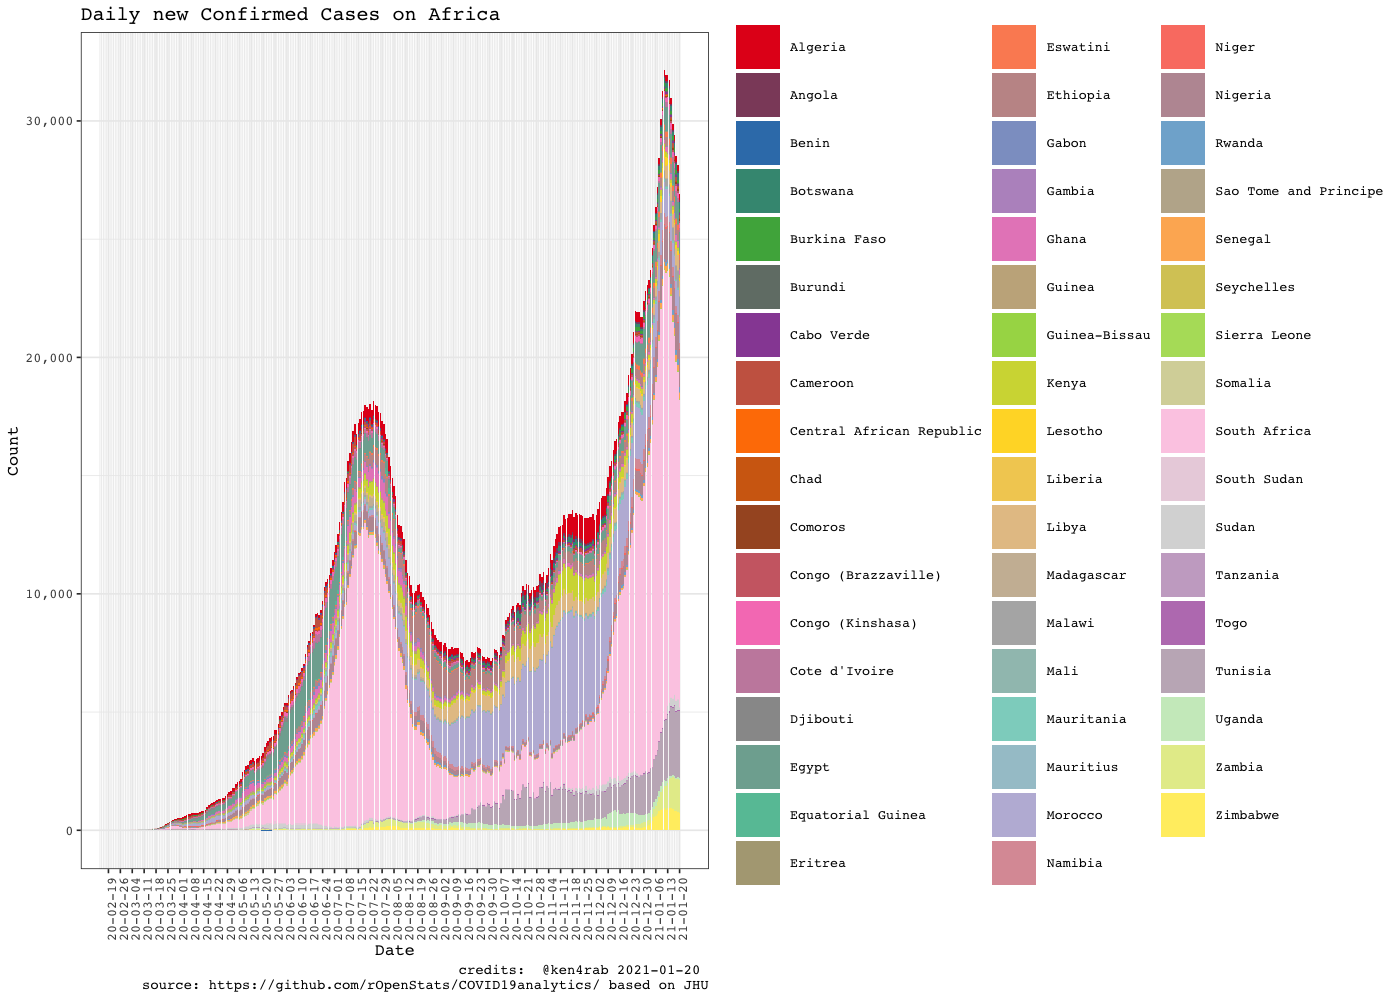 Daily new Confirmed Cases on Africa
Count
30,000
20,000
10,000
0
20-02-19
20-02-26
20-03-04
20-03-11
20-03-18
20-03-25
20-04-01
20-04-08
20-04-15
20-04-22
20-04-29
20-05-06
20-05-13
20-05-20
20-05-27
20-06-03
20-06-10
20-06-17
20-06-24
20-07-01
20-07-08
20-07-15
20-07-22
20-07-29
20-08-05
20-08-12
20-08-19
20-08-26
20-09-02
20-09-09
20-09-16
20-09-23
20-09-30
20-10-07
20-10-14
20-10-21
20-10-28
20-11-04
20-11-11
20-11-18
20-11-25
20-12-02
20-12-09
20-12-16
20-12-23
20-12-30
21-01-06
21-01-13
21-01-20
Date
Algeria
Angola
Benin
Botswana
Burkina Faso
Burundi
Cabo Verde
Cameroon
Central African Republic
Chad
Comoros
Congo (Brazzaville)
Congo (Kinshasa)
Cote d'Ivoire
Djibouti
Egypt
Equatorial Guinea
Eritrea
Eswatini
Ethiopia
Gabon
Gambia
Ghana
Guinea
Guinea-Bissau
Kenya
Lesotho
Liberia
Libya
Madagascar
Malawi
Mali
Mauritania
Mauritius
Morocco
Namibia
Niger
Nigeria
Rwanda
Sao Tome and Principe
Senegal
Seychelles
Sierra Leone
Somalia
South Africa
South Sudan
Sudan
Tanzania
Togo
Tunisia
Uganda
Zambia
Zimbabwe
credits:  @ken4rab 2021-01-20
source: https://github.com/rOpenStats/COVID19analytics/ based on JHU